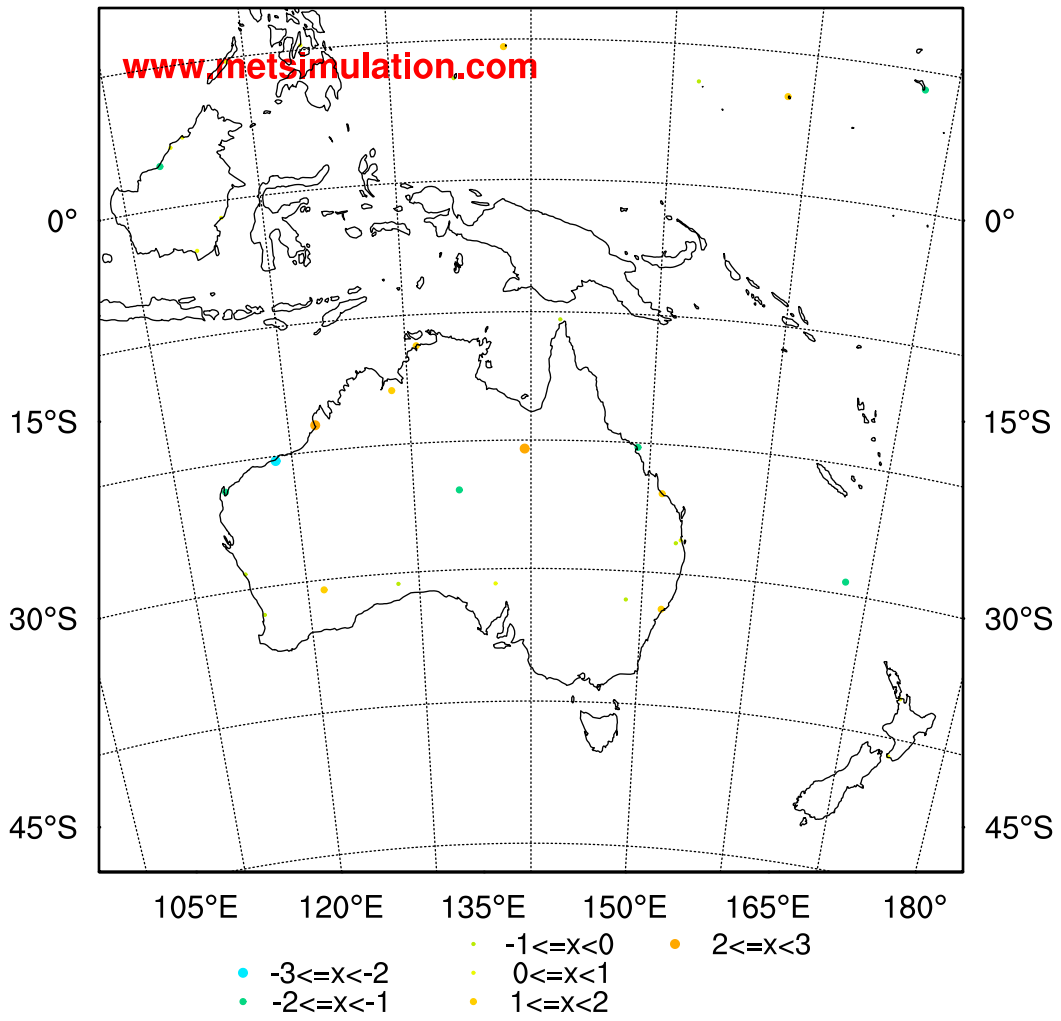 www.metsimulation.com
0° 0°
15°S 15°S
30°S 30°S
45°S 45°S
105°E 120°E 135°E 150°E 165°E 180°
-1<=x<0 2<=x<3
-3<=x<-2 0<=x<1
-2<=x<-1 1<=x<2